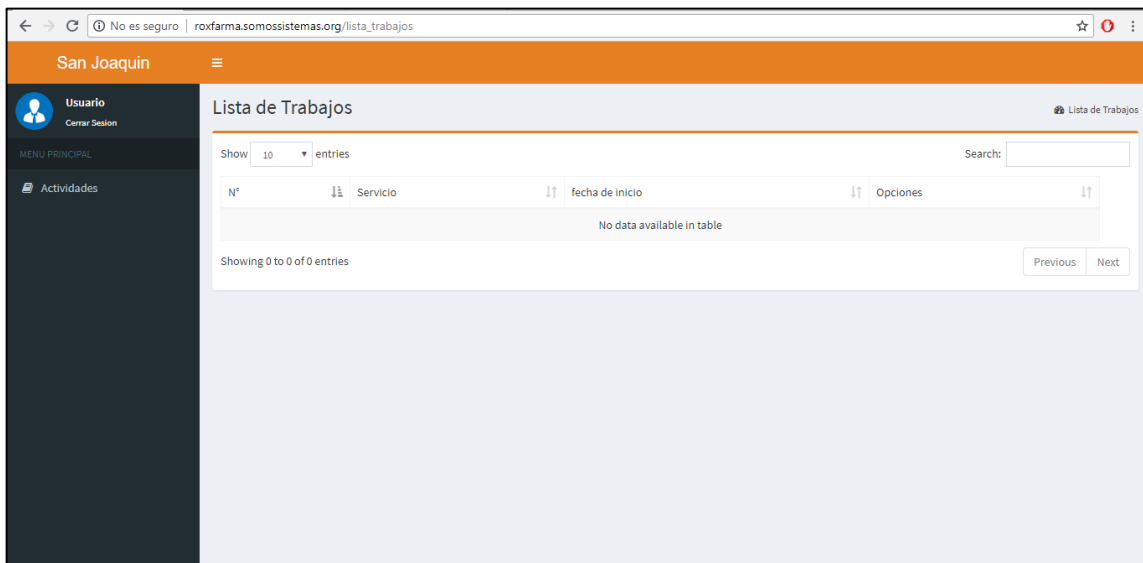 No es seguro | roxfarma.somossistemas.org/lista_trabajos
San Joaquin
Usuario
Cerrar Sesion
MENU PRINCIPAL
Actividades
Lista de Trabajos
Lista de Trabajos
Show 10 entries
Search:
N° Servicio fecha de inicio Opciones
No data available in table
Showing 0 to 0 of 0 entries
Previous Next